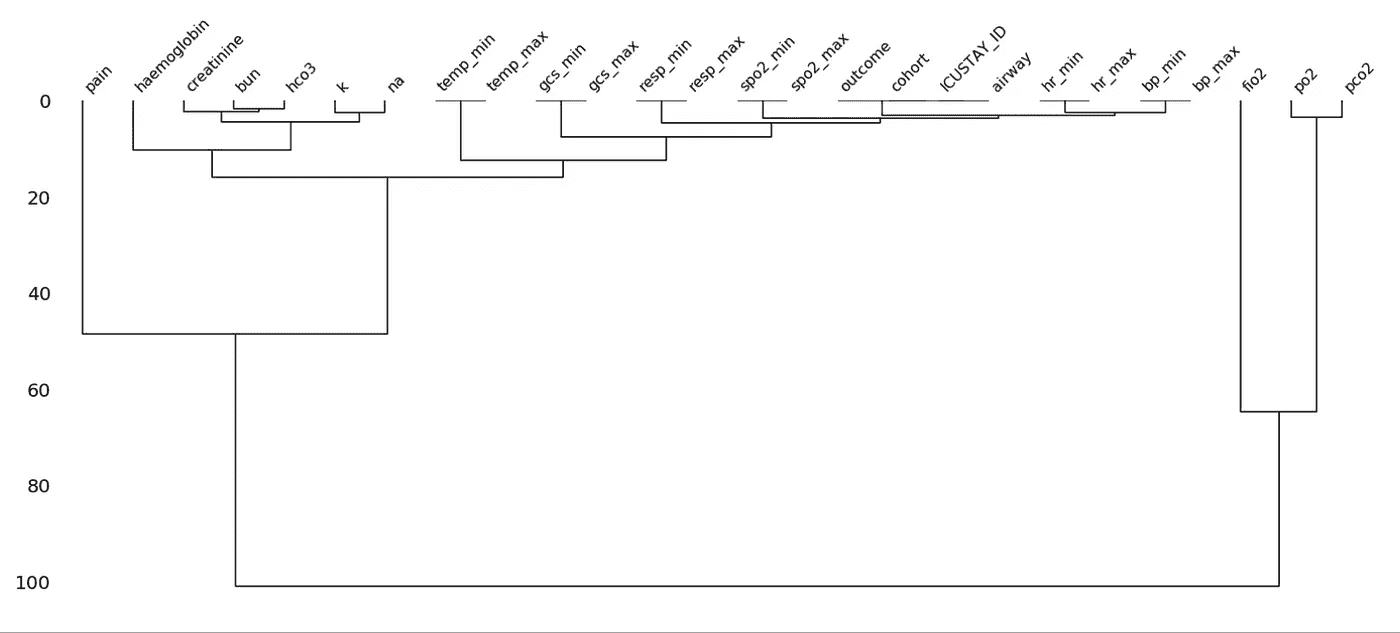 pain
haemoglobin
creatinine
bun
hco3
k
na
temp_min
temp_max
gcs_min
gcs_max
resp_min
resp_max
spo2_min
spo2_max
outcome
cohort
ICUSTAY_ID
airway
hr_min
hr_max
bp_min
bp_max
fio2
po2
pco2
0
20
40
60
80
100